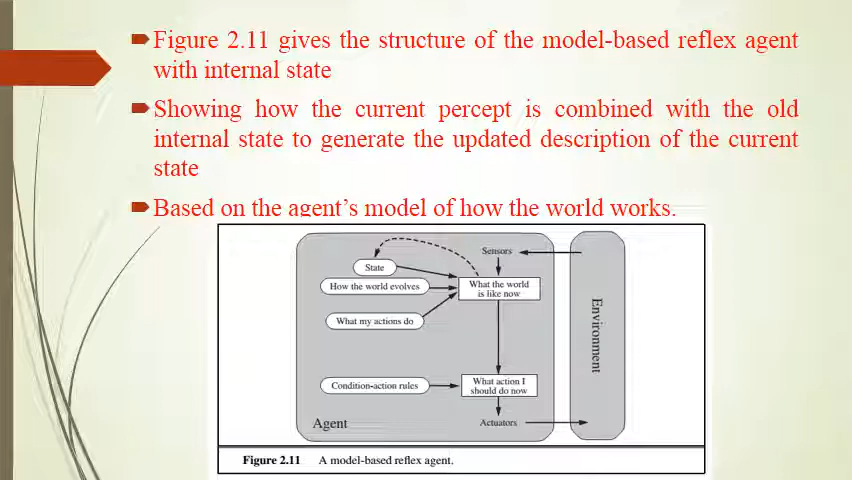 Figure 2.11 gives the structure of the model-based reflex agent
with internal state
Showing how the current percept is combined with the old
internal state to generate the updated description of the current
state
Based on the agent's model of how the world works.
Sensors
State
How the world evolves
What the world
is like now
What my actions do
Environment
Condition-action rules
What action I
should do now
Agent
Actuators
Figure 2.11 A model-based reflex agent.